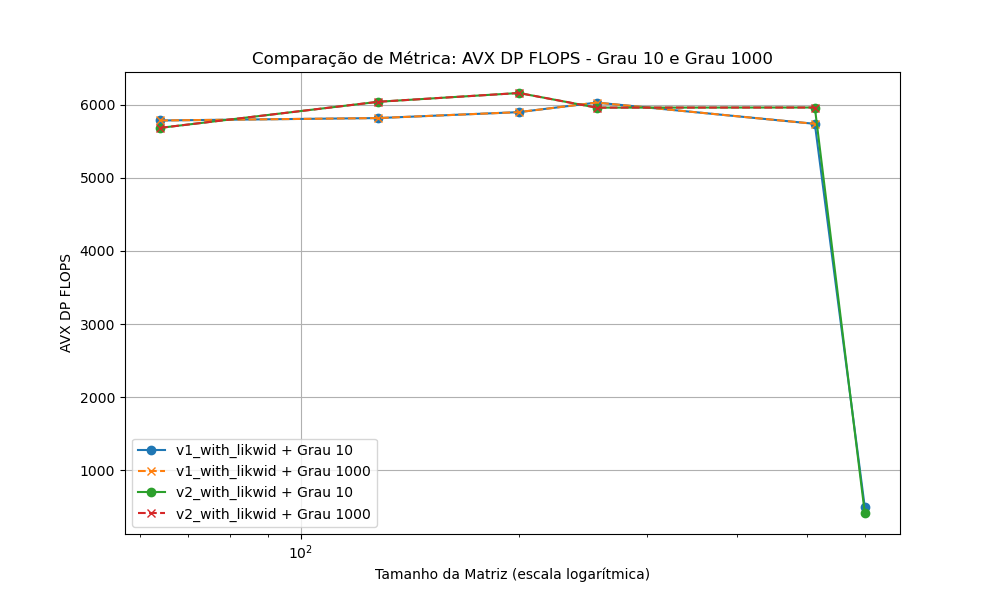 Comparação de Métrica: AVX DP FLOPS - Grau 10 e Grau 1000
AVX DP FLOPS
6000
5000
4000
3000
2000
1000
v1_with_likwid + Grau 10
v1_with_likwid + Grau 1000
v2_with_likwid + Grau 10
v2_with_likwid + Grau 1000
10²
Tamanho da Matriz (escala logarítmica)